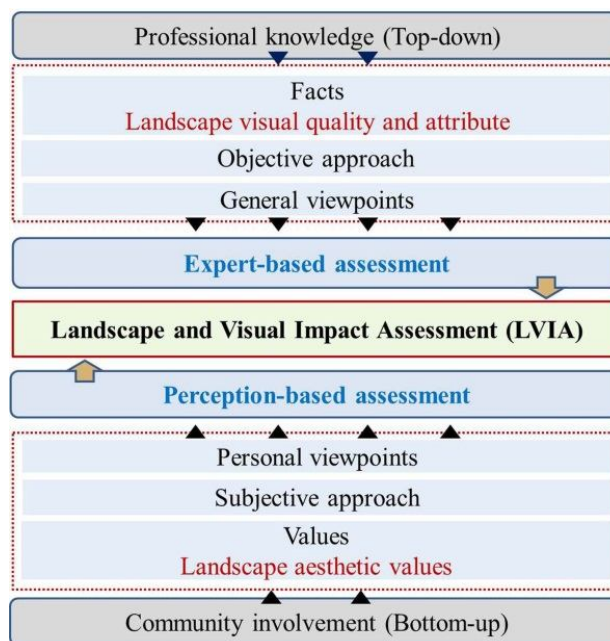 Professional knowledge (Top-down)
Facts
Landscape visual quality and attribute
Objective approach
General viewpoints
Expert-based assessment
Landscape and Visual Impact Assessment (LVIA)
Perception-based assessment
Personal viewpoints
Subjective approach
Values
Landscape aesthetic values
Community involvement (Bottom-up)